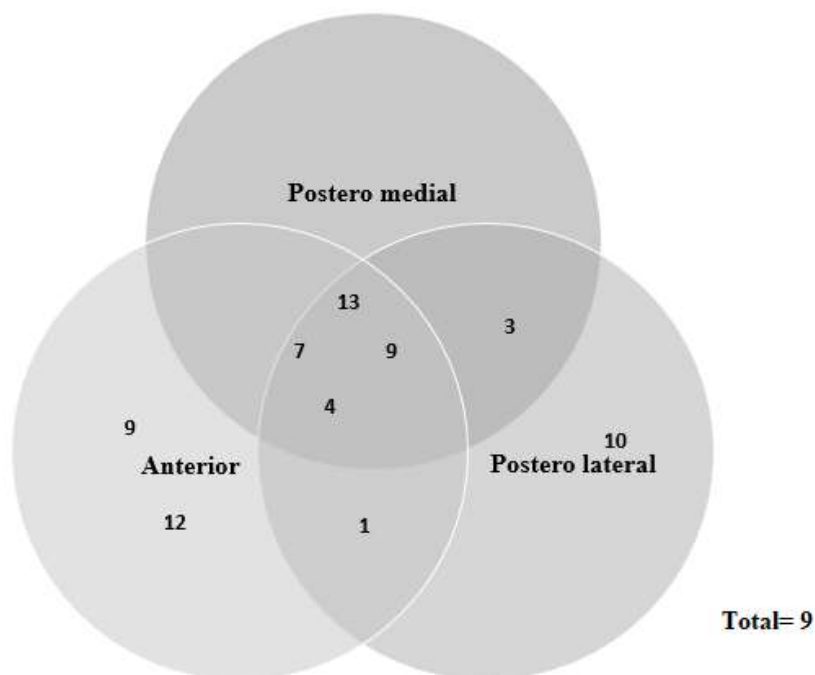 Postero medial
13
3
7
9
4
9
10
Anterior
Postero lateral
12
1
Total= 9